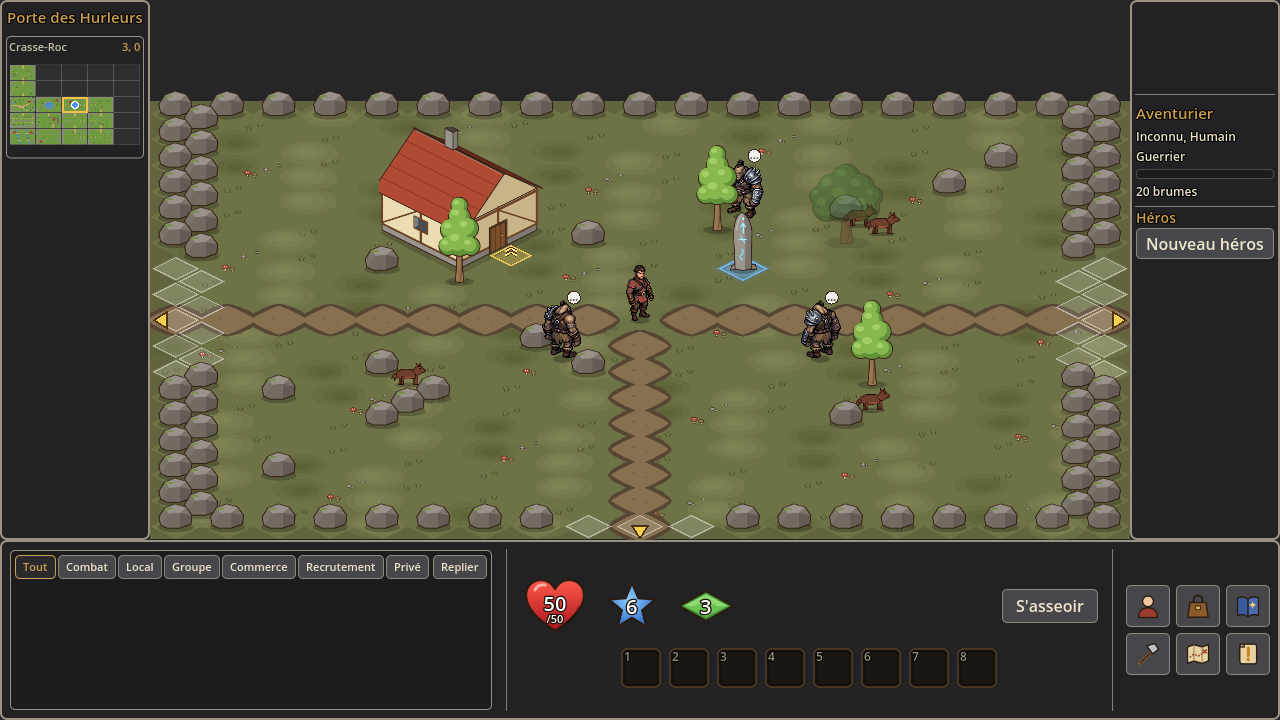 Porte des Hurleurs
Crasse-Roc 3, 0
Aventurier
Inconnu, Humain
Guerrier
20 brumes
Héros
Nouveau héros
Tout Combat Local Groupe Commerce Recrutement Privé Replier
50
/50
6
3
S'asseoir
1 2 3 4 5 6 7 8